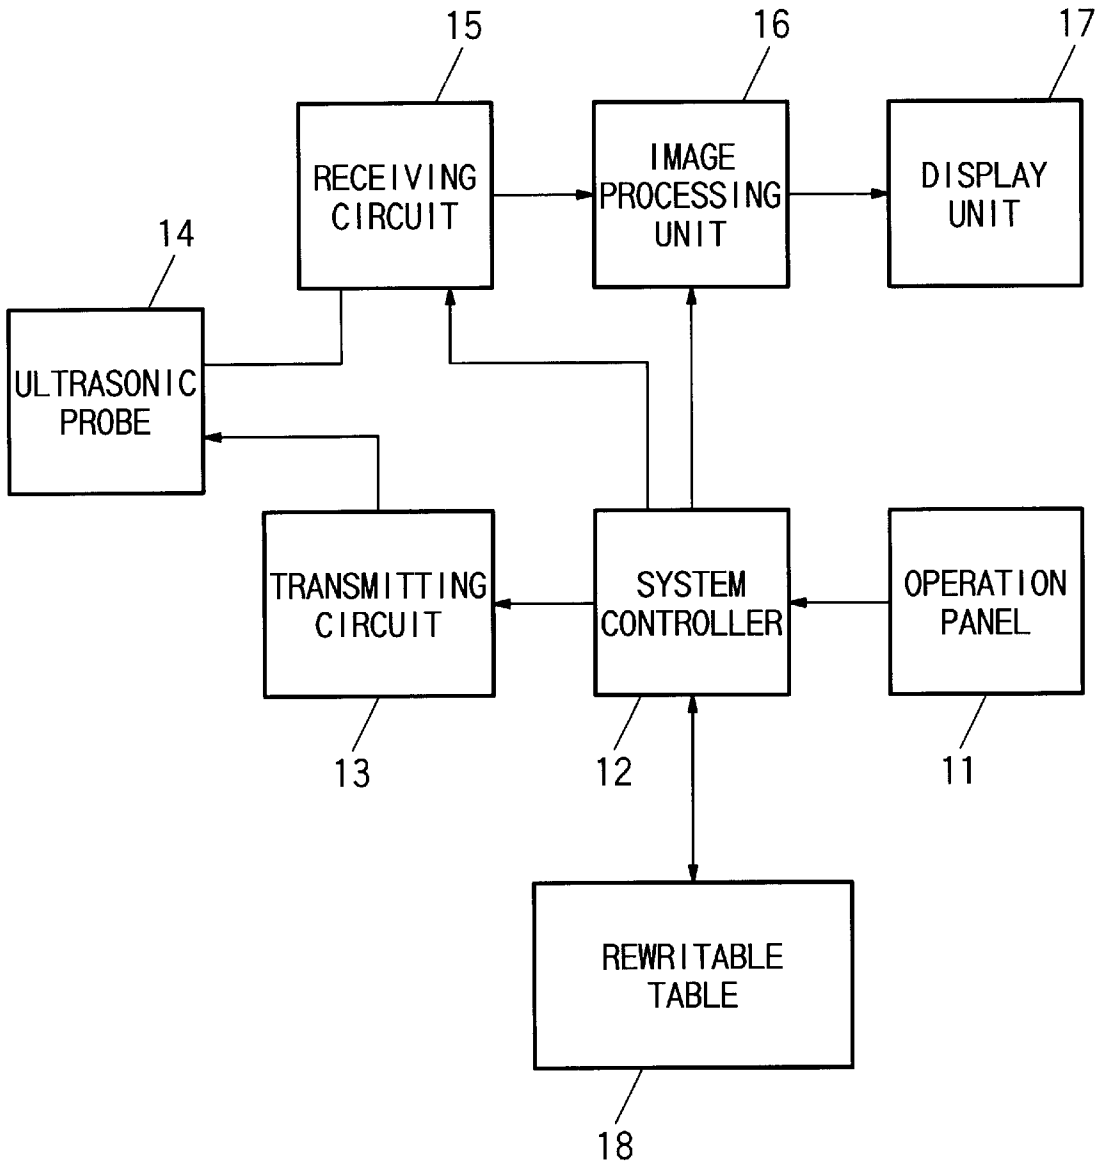 15
16
17
RECEIVING
CIRCUIT
IMAGE
PROCESSING
UNIT
DISPLAY
UNIT
14
ULTRASONIC
PROBE
TRANSMITTING
CIRCUIT
SYSTEM
CONTROLLER
OPERATION
PANEL
13
12
11
REWRITABLE
TABLE
18